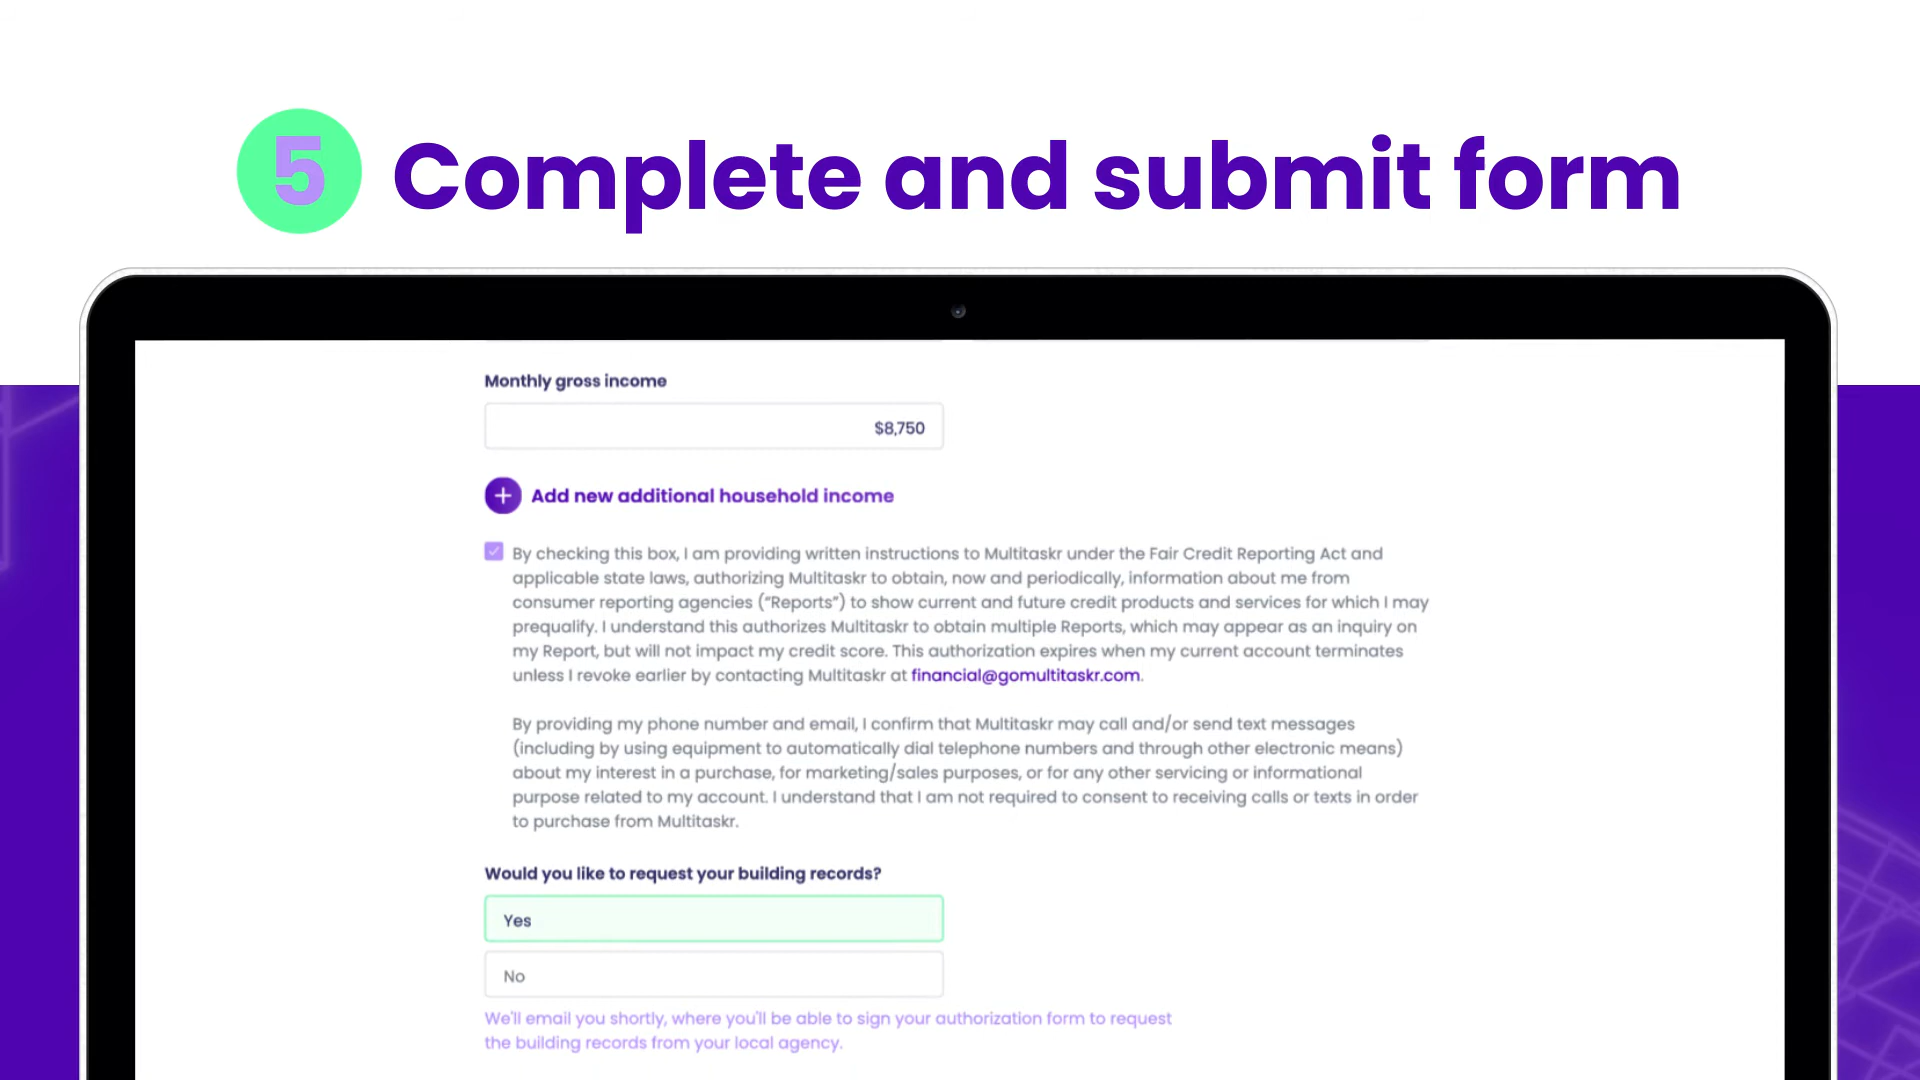 5 Complete and submit form
Monthly gross income
$8,750
+ Add new additional household income
By checking this box, I am providing written instructions to Multitaskr under the Fair Credit Reporting Act and
applicable state laws, authorizing Multitaskr to obtain, now and periodically, information about me from
consumer reporting agencies (“Reports”) to show current and future credit products and services for which I may
prequalify. I understand this authorizes Multitaskr to obtain multiple Reports, which may appear as an inquiry on
my Report, but will not impact my credit score. This authorization expires when my current account terminates
unless I revoke earlier by contacting Multitaskr at financial@gomultitaskr.com.
By providing my phone number and email, I confirm that Multitaskr may call and/or send text messages
(including by using equipment to automatically dial telephone numbers and through other electronic means)
about my interest in a purchase, for marketing/sales purposes, or for any other servicing or informational
purpose related to my account. I understand that I am not required to consent to receiving calls or texts in order
to purchase from Multitaskr.
Would you like to request your building records?
Yes
No
We'll email you shortly, where you'll be able to sign your authorization form to request
the building records from your local agency.